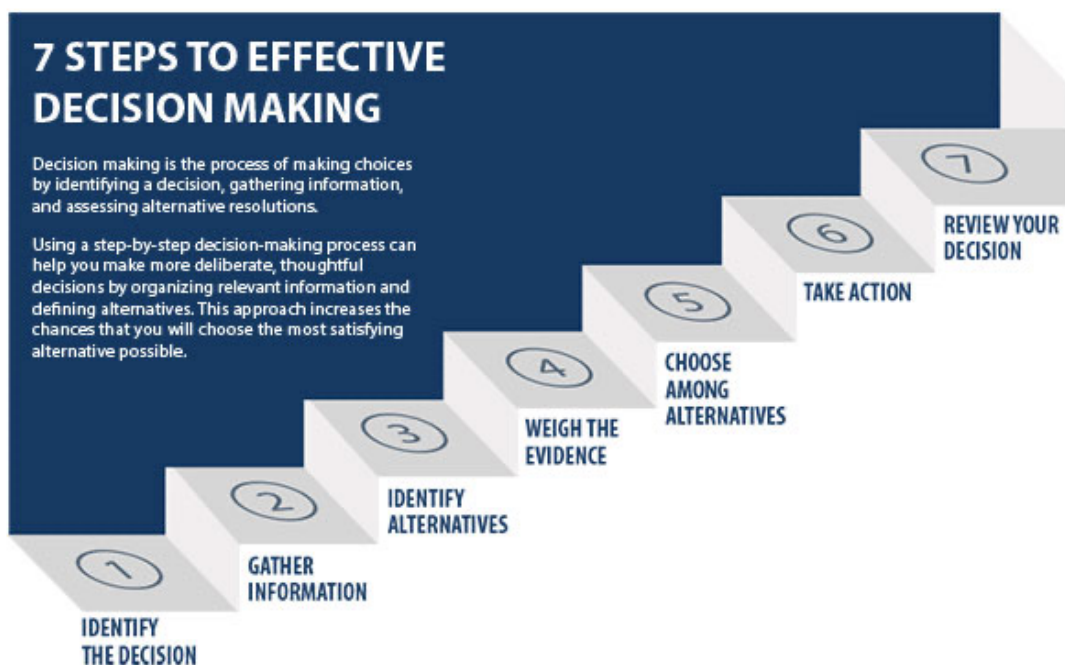 7 STEPS TO EFFECTIVE
DECISION MAKING
Decision making is the process of making choices
by identifying a decision, gathering information,
and assessing alternative resolutions.
Using a step-by-step decision-making process can
help you make more deliberate, thoughtful
decisions by organizing relevant information and
defining alternatives. This approach increases the
chances that you will choose the most satisfying
alternative possible.
1
IDENTIFY
THE DECISION
2
GATHER
INFORMATION
3
IDENTIFY
ALTERNATIVES
4
WEIGH THE
EVIDENCE
5
CHOOSE
AMONG
ALTERNATIVES
6
TAKE ACTION
7
REVIEW YOUR
DECISION